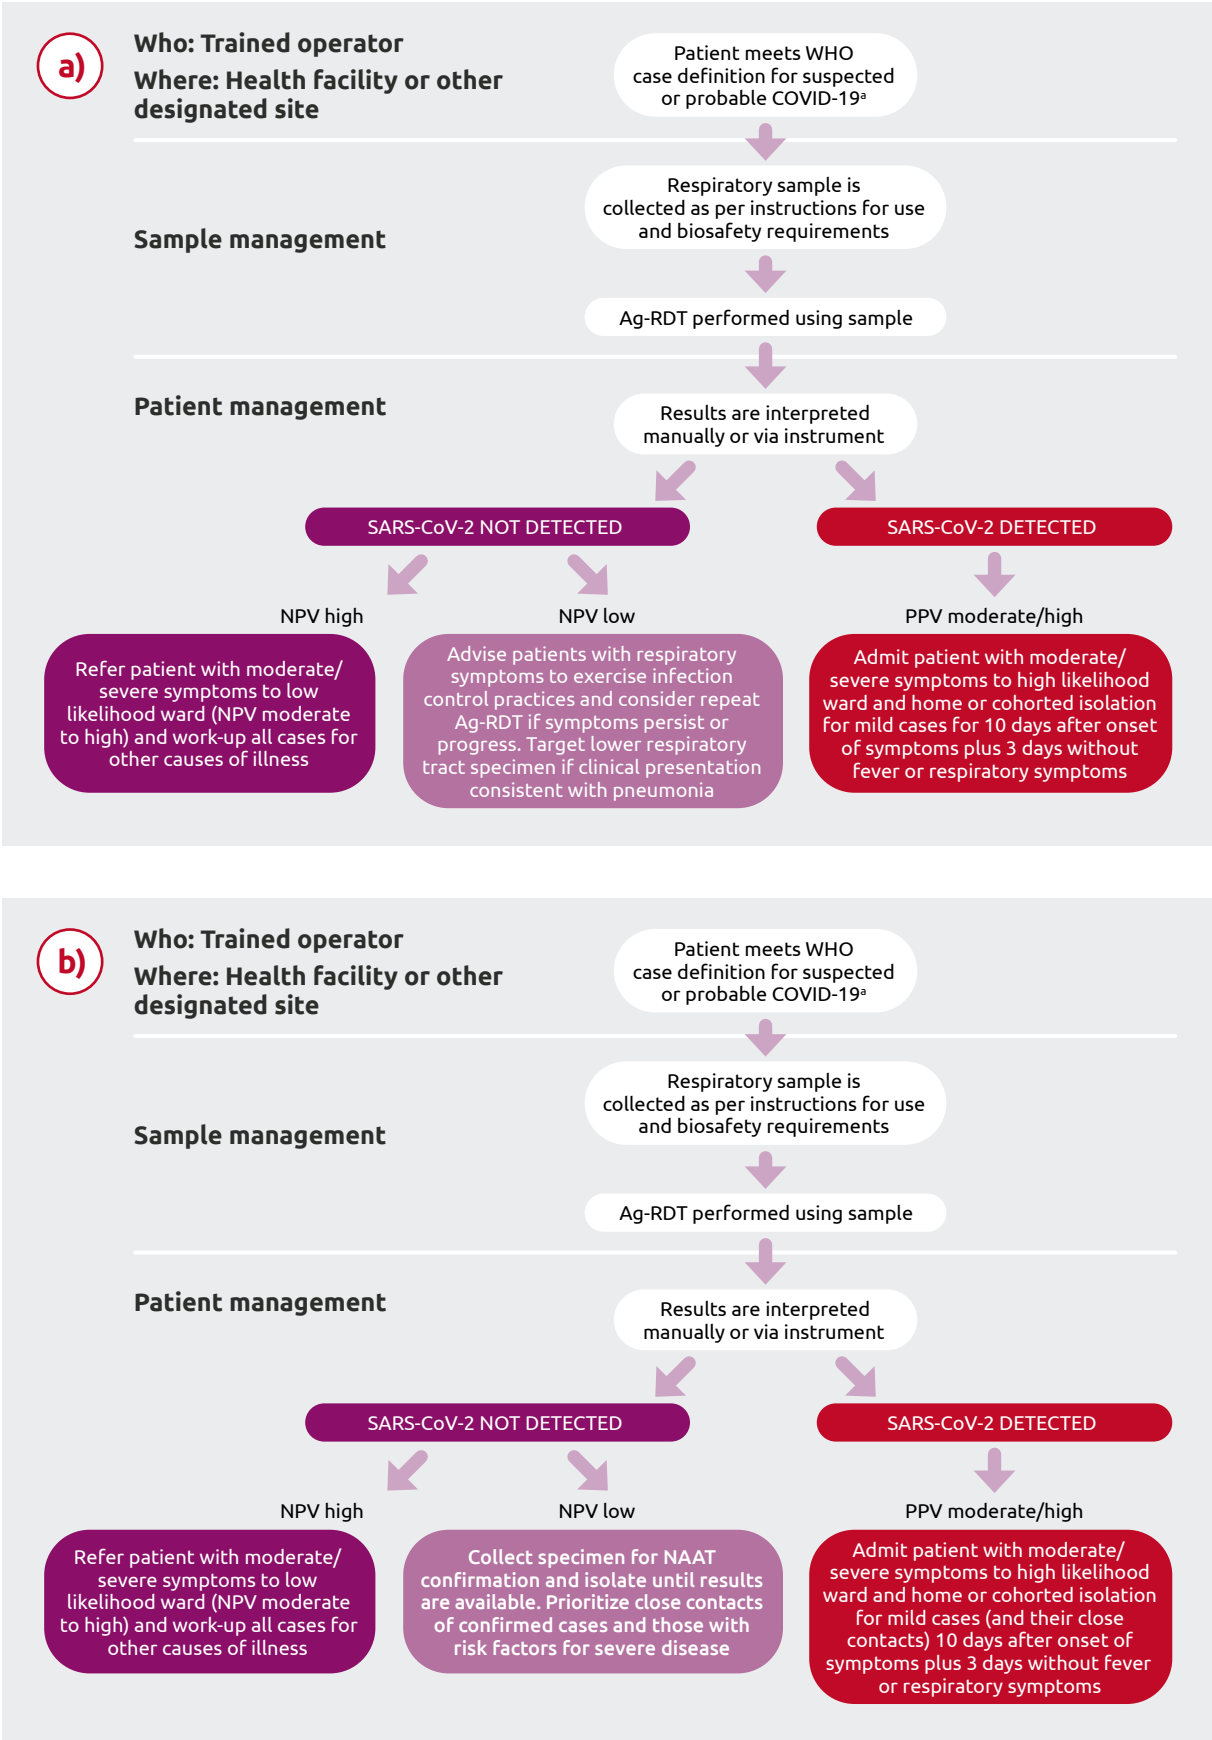 a)
Who: Trained operator
Where: Health facility or other
designated site
Patient meets WHO
case definition for suspected
or probable COVID-19ᵃ
Sample management
Respiratory sample is
collected as per instructions for use
and biosafety requirements
Ag-RDT performed using sample
Patient management
Results are interpreted
manually or via instrument
SARS-CoV-2 NOT DETECTED
SARS-CoV-2 DETECTED
NPV high
NPV low
PPV moderate/high
Refer patient with moderate/
severe symptoms to low
likelihood ward (NPV moderate
to high) and work-up all cases for
other causes of illness
Advise patients with respiratory
symptoms to exercise infection
control practices and consider repeat
Ag-RDT if symptoms persist or
progress. Target lower respiratory
tract specimen if clinical presentation
consistent with pneumonia
Admit patient with moderate/
severe symptoms to high likelihood
ward and home or cohorted isolation
for mild cases for 10 days after onset
of symptoms plus 3 days without
fever or respiratory symptoms
b)
Who: Trained operator
Where: Health facility or other
designated site
Patient meets WHO
case definition for suspected
or probable COVID-19ᵃ
Sample management
Respiratory sample is
collected as per instructions for use
and biosafety requirements
Ag-RDT performed using sample
Patient management
Results are interpreted
manually or via instrument
SARS-CoV-2 NOT DETECTED
SARS-CoV-2 DETECTED
NPV high
NPV low
PPV moderate/high
Refer patient with moderate/
severe symptoms to low
likelihood ward (NPV moderate
to high) and work-up all cases for
other causes of illness
Collect specimen for NAAT
confirmation and isolate until results
are available. Prioritize close contacts
of confirmed cases and those with
risk factors for severe disease
Admit patient with moderate/
severe symptoms to high likelihood
ward and home or cohorted isolation
for mild cases (and their close
contacts) 10 days after onset of
symptoms plus 3 days without fever
or respiratory symptoms